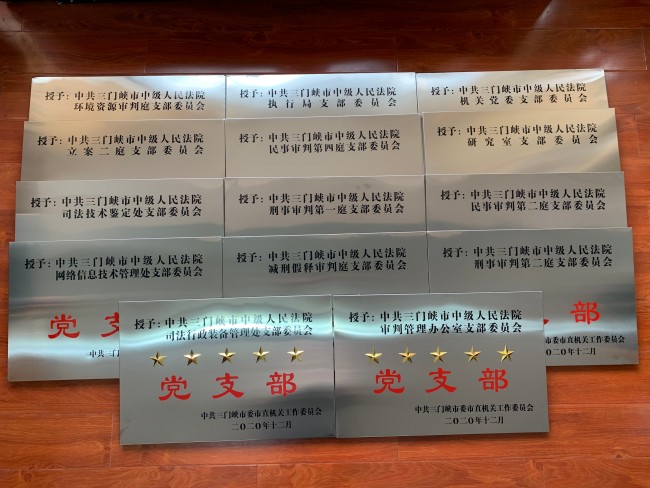 授予：中共三门峡市中级人民法院
环境资源审判庭支部委员会
授予：中共三门峡市中级人民法院
执行局支部委员会
授予：中共三门峡市中级人民法院
机关党委支部委员会
授予：中共三门峡市中级人民法院
立案二庭支部委员会
授予：中共三门峡市中级人民法院
民事审判第四庭支部委员会
授予：中共三门峡市中级人民法院
研究室支部委员会
授予：中共三门峡市中级人民法院
司法技术鉴定处支部委员会
授予：中共三门峡市中级人民法院
刑事审判第一庭支部委员会
授予：中共三门峡市中级人民法院
民事审判第二庭支部委员会
授予：中共三门峡市中级人民法院
网络信息技术管理处支部委员会
党
中共三门
授予：中共三门峡市中级人民法院
减刑假释审判庭支部委员会
授予：中共三门峡市中级人民法院
刑事审判第二庭支部委员会
部
关工作委员会
二〇二〇年十二月
授予：中共三门峡市中级人民法院
司法行政装备管理处支部委员会
党支部
中共三门峡市委市直机关工作委员会
二〇二〇年十二月
授予：中共三门峡市中级人民法院
审判管理办公室支部委员会
党支部
中共三门峡市委市直机关工作委员会
二〇二〇年十二月